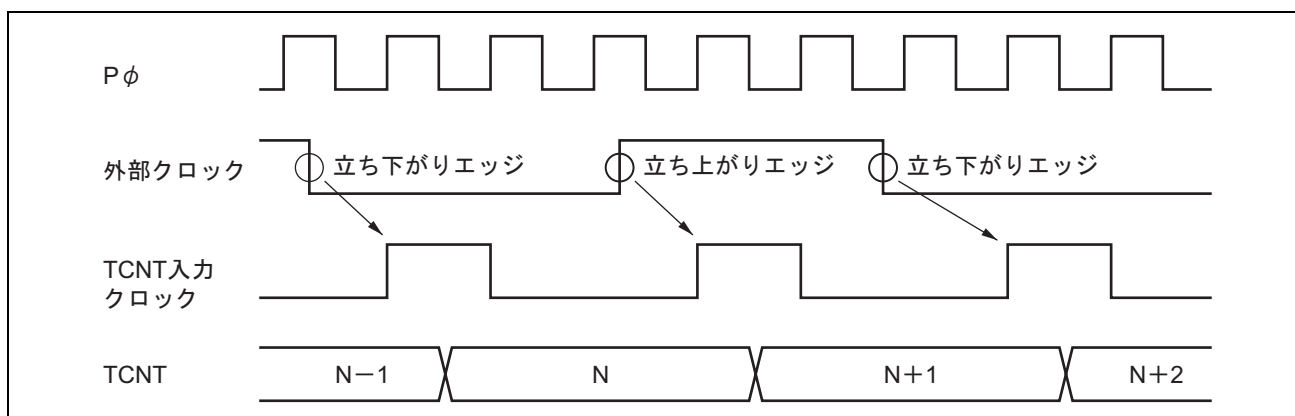 Pφ
外部クロック
立ち下がりエッジ
立ち上がりエッジ
立ち下がりエッジ
TCNT入力
クロック
TCNT
N－1
N
N＋1
N＋2